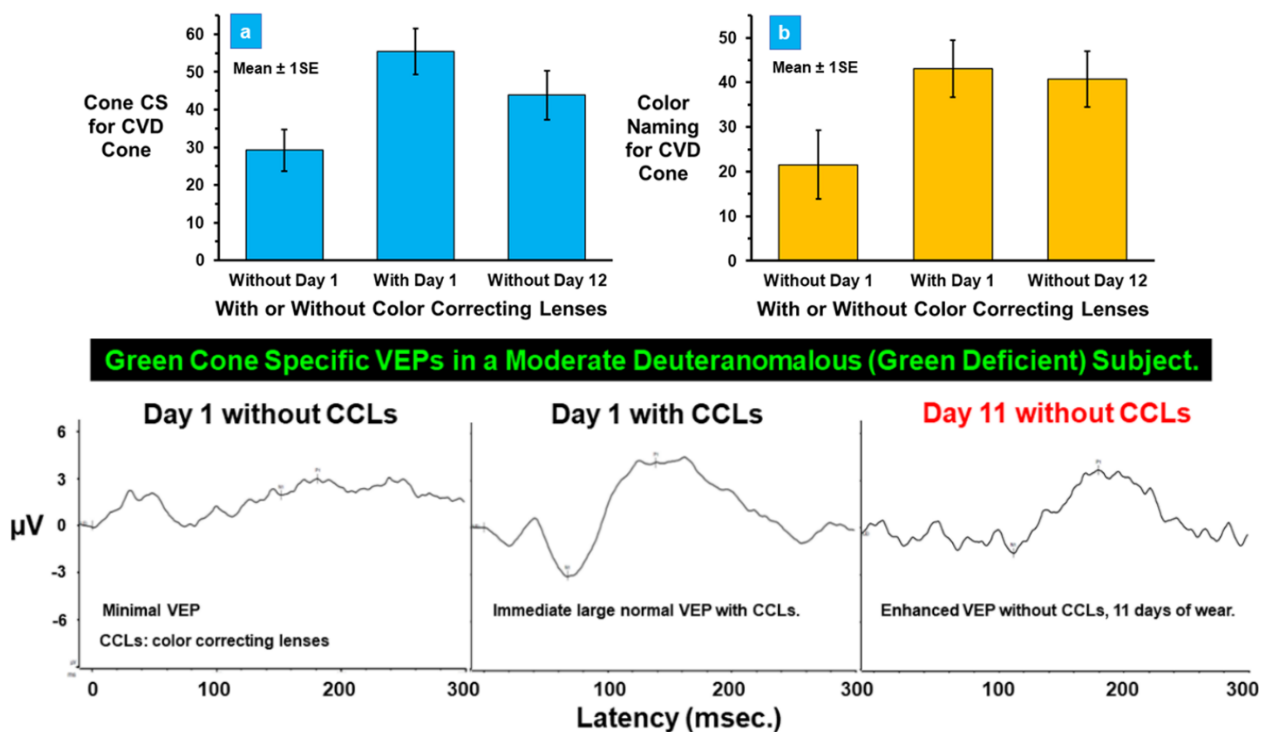 a
Mean ± 1SE
Cone CS
for CVD
Cone
60
50
40
30
20
10
0
Without Day 1 With Day 1 Without Day 12
With or Without Color Correcting Lenses
b
Mean ± 1SE
Color
Naming
for CVD
Cone
50
40
30
20
10
0
Without Day 1 With Day 1 Without Day 12
With or Without Color Correcting Lenses
Green Cone Specific VEPs in a Moderate Deuteranomalous (Green Deficient) Subject.
Day 1 without CCLs
Day 1 with CCLs
Day 11 without CCLs
6
3
0
-3
-6
µV
Minimal VEP
CCLs: color correcting lenses
Immediate large normal VEP with CCLs.
Enhanced VEP without CCLs, 11 days of wear.
0 100 200 300
100 200 300
100 200 300
Latency (msec.)